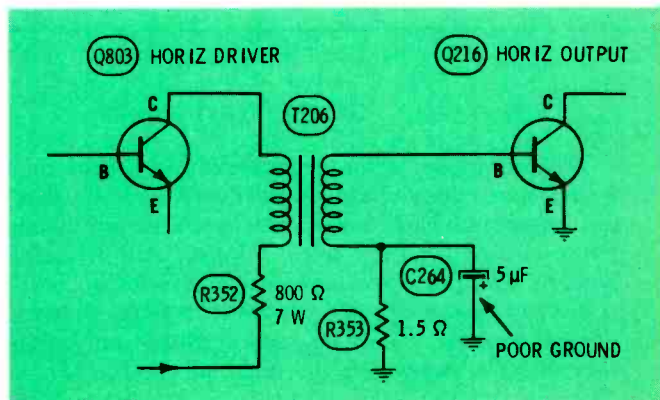 Q803 HORIZ DRIVER
Q216 HORIZ OUTPUT
C
C
T206
B
B
E
E
R352
800 Ω
7 W
C264
5 µF
+
R353
1.5 Ω
POOR GROUND